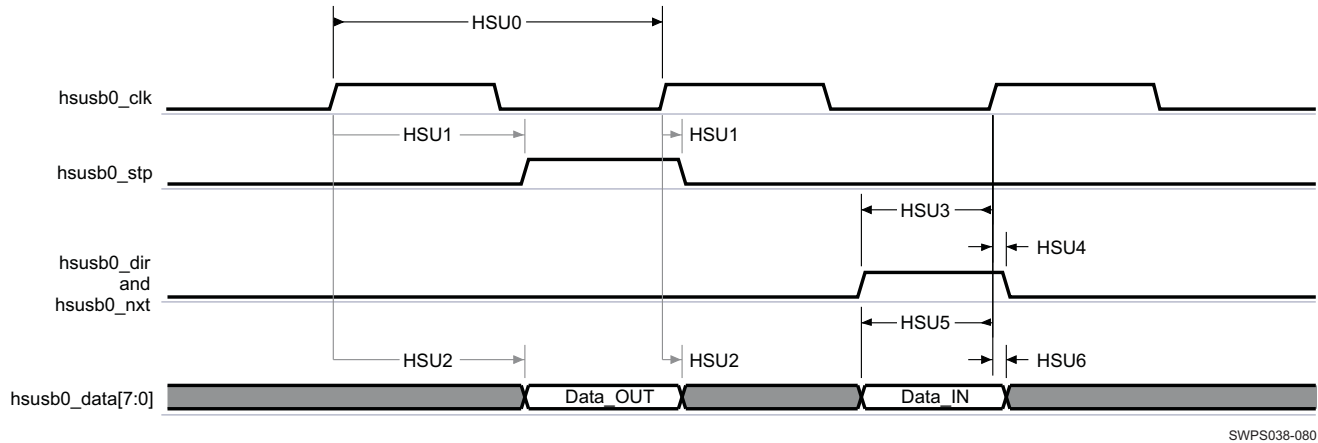 HSU0
hsusb0_clk
HSU1
HSU1
hsusb0_stp
HSU3
HSU4
hsusb0_dir
and
hsusb0_nxt
HSU5
HSU2
HSU2
HSU6
hsusb0_data[7:0]
Data_OUT
Data_IN
SWPS038-080